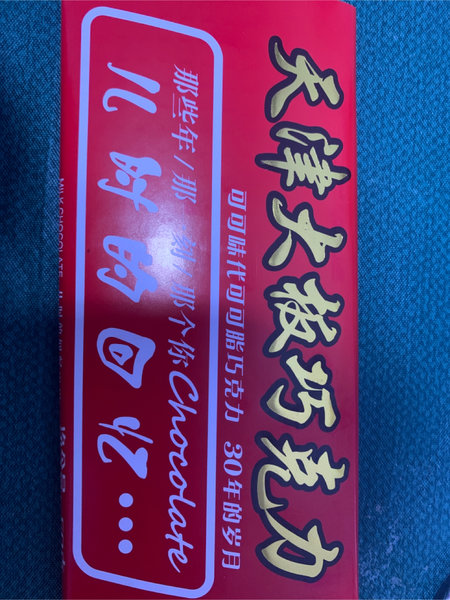 天津大板巧克力
可可味代可可脂巧克力 30年的岁月
那些年/那一刻/那个你Chocolate
儿时的回忆...
MILK CHOCOLATE